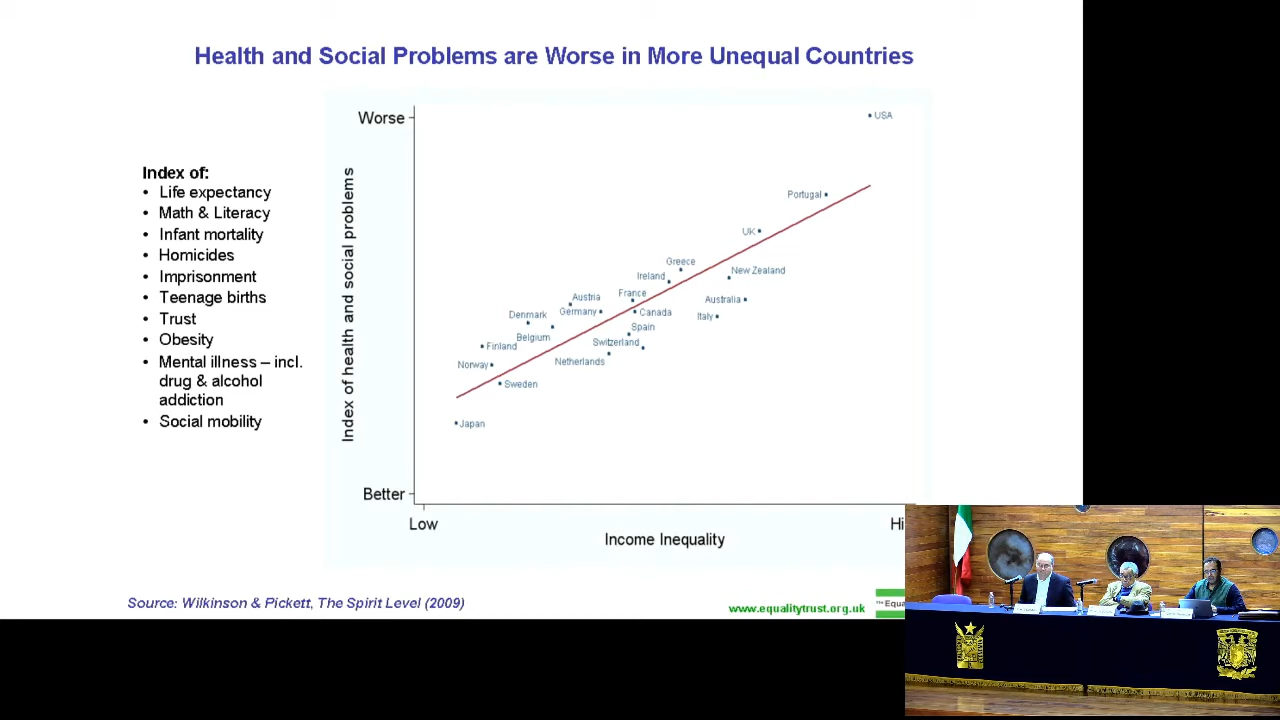 Health and Social Problems are Worse in More Unequal Countries
Index of:
• Life expectancy
• Math & Literacy
• Infant mortality
• Homicides
• Imprisonment
• Teenage births
• Trust
• Obesity
• Mental illness – incl.
drug & alcohol
addiction
• Social mobility
Index of health and social problems
Worse
Better
USA
Portugal
UK
Greece
New Zealand
Ireland
France
Austria
Australia
Germany
Canada
Denmark
Italy
Spain
Belgium
Switzerland
Finland
Netherlands
Norway
Sweden
Japan
Low
Hi
Income Inequality
Source: Wilkinson & Pickett, The Spirit Level (2009)
www.equalitytrust.org.uk
The Equa